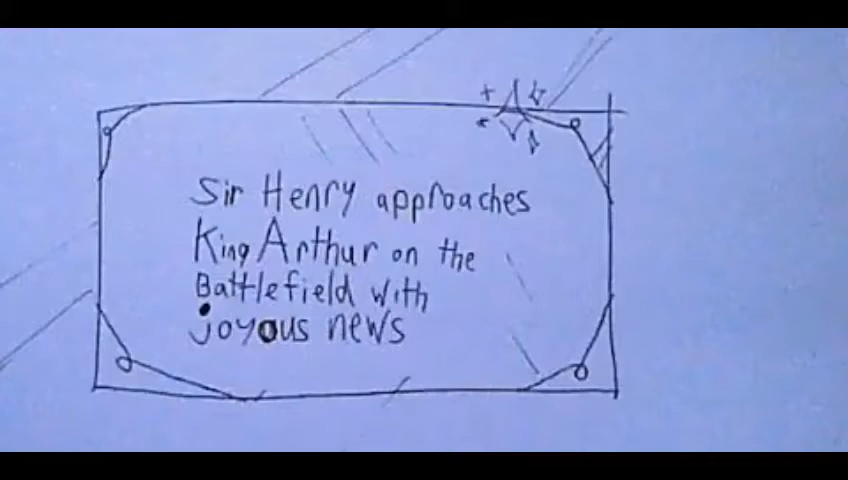 Sir Henry approaches
King Arthur on the
Battlefield with
joyous news